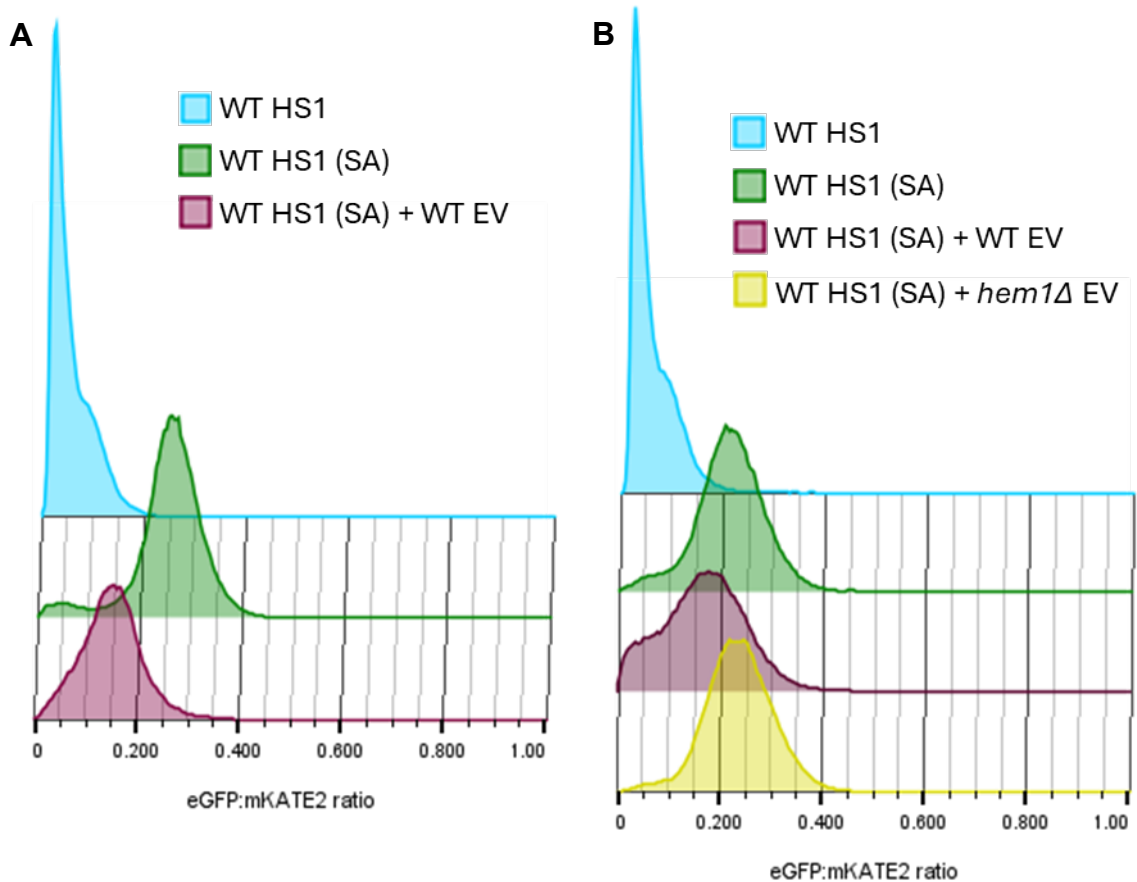 A
WT HS1
WT HS1 (SA)
WT HS1 (SA) + WT EV
0 0.200 0.400 0.600 0.800 1.00
eGFP:mKATE2 ratio
B
WT HS1
WT HS1 (SA)
WT HS1 (SA) + WT EV
WT HS1 (SA) + hem1Δ EV
0 0.200 0.400 0.600 0.800 1.00
eGFP:mKATE2 ratio